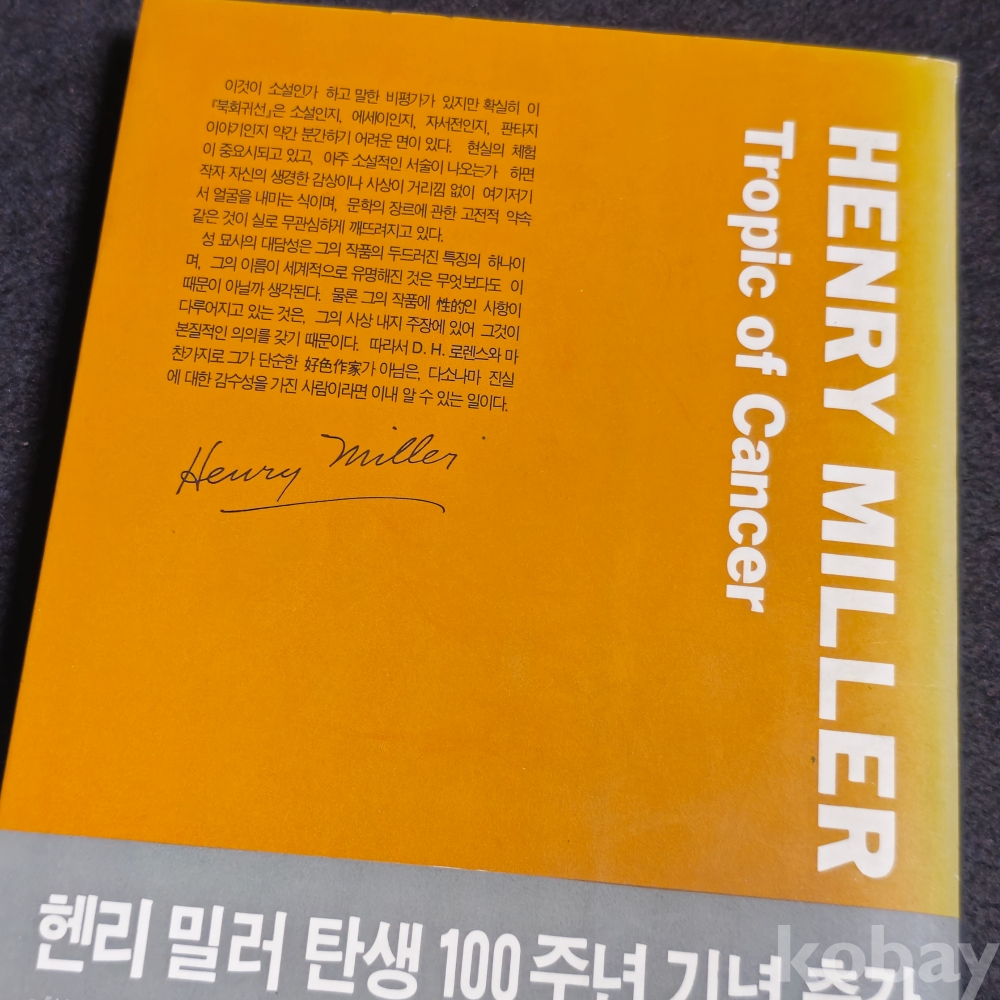 이것이 소설인가 하고 말한 비평가가 있지만 확실히 이
『북회귀선』은 소설인지, 에세이인지, 자서전인지, 판타지
이야기인지 약간 분간하기 어려운 면이 있다. 현실의 체험
이 중요시되고 있고, 아주 소설적인 서술이 나오는가 하면
작자 자신의 생경한 감상이나 사상이 거리낌 없이 여기저기
서 얼굴을 내미는 식이며, 문학의 장르에 관한 고전적 약속
같은 것이 실로 무관심하게 깨뜨려지고 있다.
성 묘사의 대담성은 그의 작품의 두드러진 특징의 하나이
며, 그의 이름이 세계적으로 유명해진 것은 무엇보다도 이
때문이 아닐까 생각된다. 물론 그의 작품에 性的인 사항이
다루어지고 있는 것은, 그의 사상 내지 주장에 있어 그것이
본질적인 의의를 갖기 때문이다. 따라서 D. H. 로렌스와 마
찬가지로 그가 단순한 好色作家가 아님은, 다소나마 진실
에 대한 감수성을 가진 사람이라면 이내 알 수 있는 일이다.
Henry Miller
HENRY MILLER
Tropic of Cancer
헨리 밀러 탄생 100주년 기념
kobay